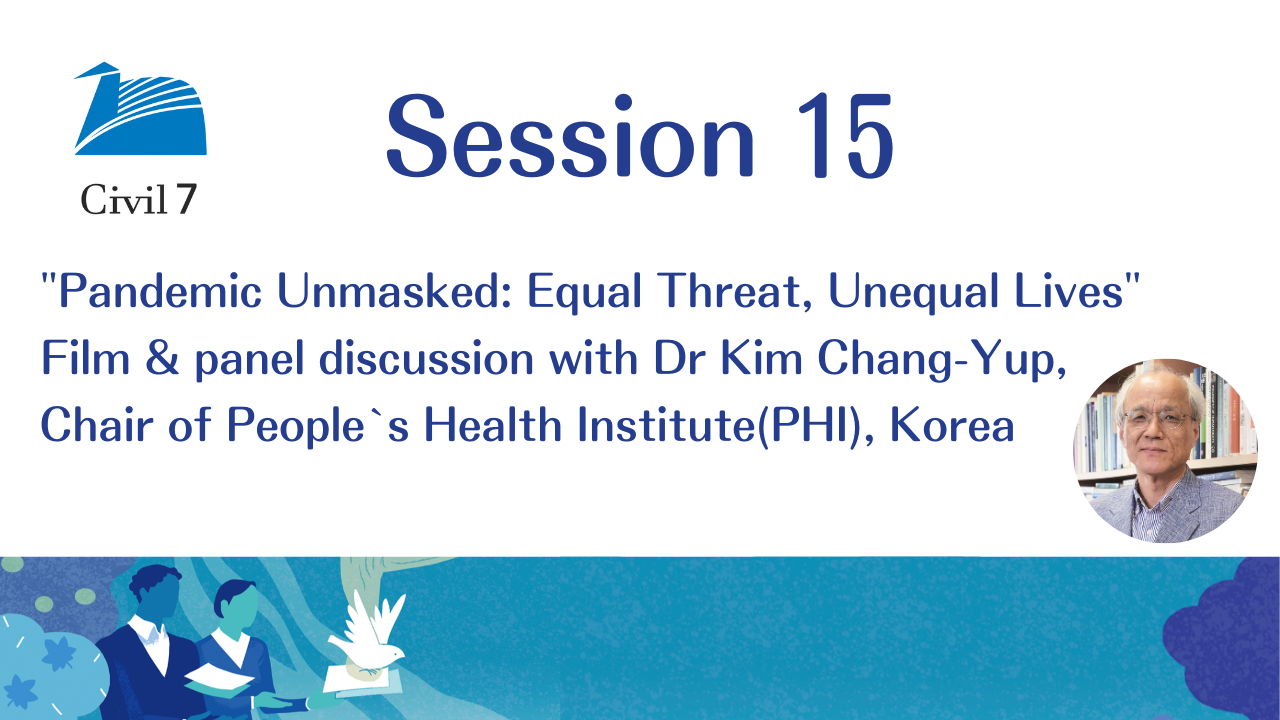 Civil 7
Session 15
"Pandemic Unmasked: Equal Threat, Unequal Lives"
Film & panel discussion with Dr Kim Chang-Yup,
Chair of People`s Health Institute(PHI), Korea